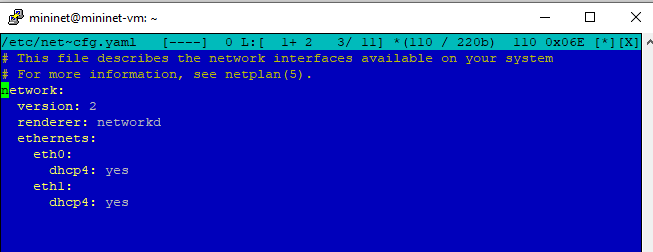 mininet@mininet-vm: ~
/etc/net~cfg.yaml   [----]  0 L:[  1+ 2   3/ 11] *(110 / 220b)  110 0x06E [*][X]
# This file describes the network interfaces available on your system
# For more information, see netplan(5).
network:
  version: 2
  renderer: networkd
  ethernets:
    eth0:
      dhcp4: yes
    eth1:
      dhcp4: yes